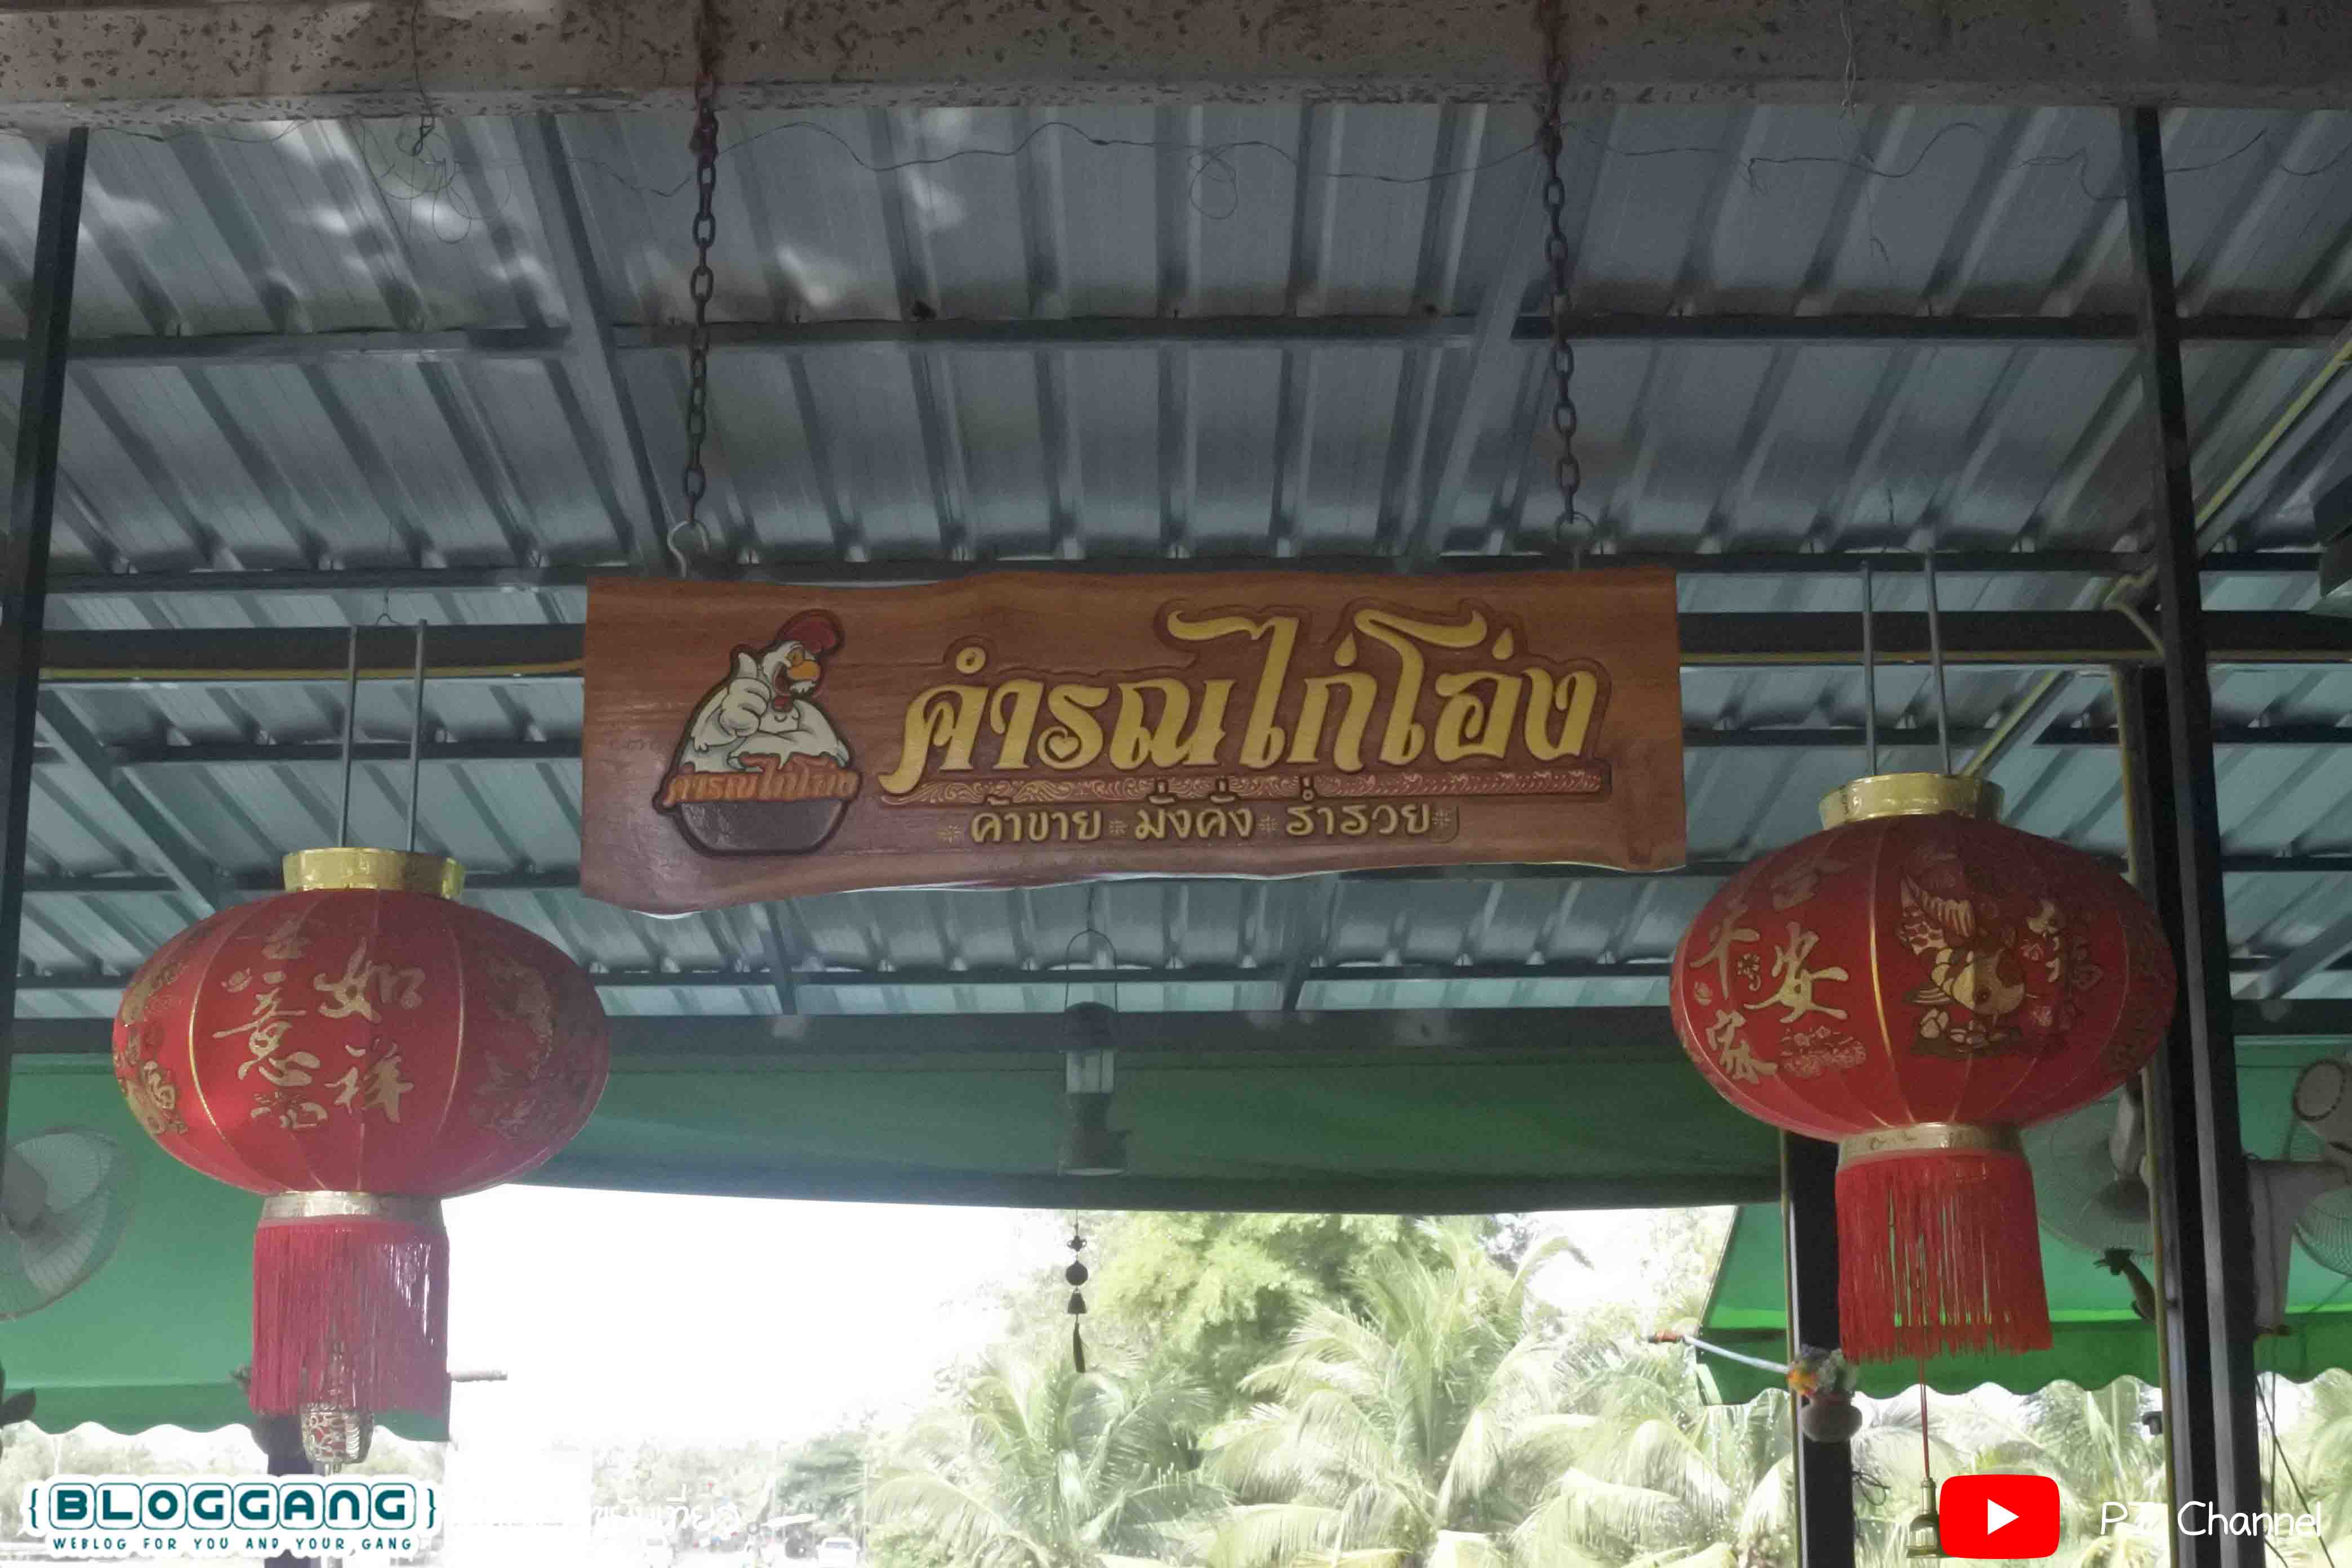 คำรณไก่โอ่ง
คำรณไก่โอ่ง
ค้าขาย มั่งคั่ง ร่ำรวย
如
意
祥
平
安
家
BLOGGANG
WEBLOG FOR YOU AND YOUR GANG
Channel